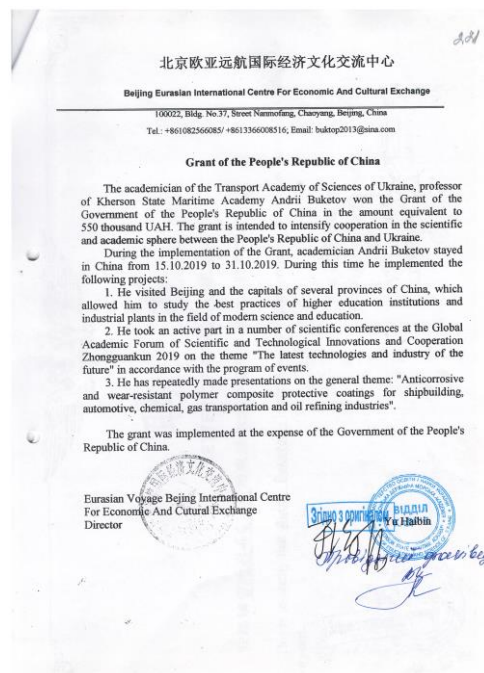 231
北京欧亚远航国际经济文化交流中心
Beijing Eurasian International Centre For Economic And Cultural Exchange
100022, Bldg. No.37, Street Nanmofang, Chaoyang, Beijing, China
Tel.: +861082566085/ +8613366008516; Email: buktop2013@sina.com
Grant of the People's Republic of China
The academician of the Transport Academy of Sciences of Ukraine, professor
of Kherson State Maritime Academy Andrii Buketov won the Grant of the
Government of the People's Republic of China in the amount equivalent to
550 thousand UAH. The grant is intended to intensify cooperation in the scientific
and academic sphere between the People's Republic of China and Ukraine.
During the implementation of the Grant, academician Andrii Buketov stayed
in China from 15.10.2019 to 31.10.2019. During this time he implemented the
following projects:
1. He visited Beijing and the capitals of several provinces of China, which
allowed him to study the best practices of higher education institutions and
industrial plants in the field of modern science and education.
2. He took an active part in a number of scientific conferences at the Global
Academic Forum of Scientific and Technological Innovations and Cooperation
Zhongguankun 2019 on the theme "The latest technologies and industry of the
future" in accordance with the program of events.
3. He has repeatedly made presentations on the general theme: "Anticorrosive
and wear-resistant polymer composite protective coatings for shipbuilding,
automotive, chemical, gas transportation and oil refining industries".
The grant was implemented at the expense of the Government of the People's
Republic of China.
Eurasian Voyage Bejing International Centre
For Economic And Cutural Exchange
Director
Згідно з оригіналом
ВІДДІЛ
Yu Haibin